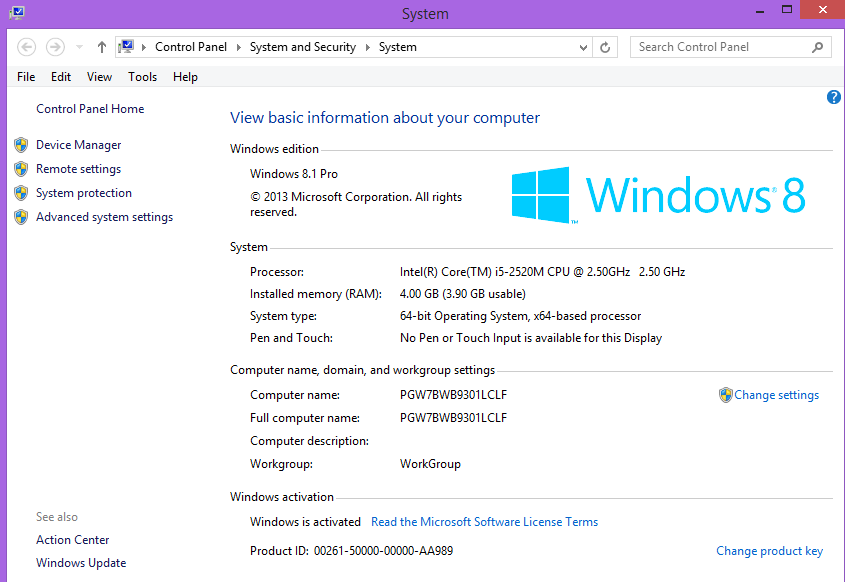 System
Control Panel System and Security System
Search Control Panel
File Edit View Tools Help
Control Panel Home
Device Manager
Remote settings
System protection
Advanced system settings
See also
Action Center
Windows Update
View basic information about your computer
Windows edition
Windows 8.1 Pro
© 2013 Microsoft Corporation. All rights
reserved.
Windows® 8
™
System
Processor: Intel(R) Core(TM) i5-2520M CPU @ 2.50GHz 2.50 GHz
Installed memory (RAM): 4.00 GB (3.90 GB usable)
System type: 64-bit Operating System, x64-based processor
Pen and Touch: No Pen or Touch Input is available for this Display
Computer name, domain, and workgroup settings
Computer name: PGW7BWB9301LCLF Change settings
Full computer name: PGW7BWB9301LCLF
Computer description:
Workgroup: WorkGroup
Windows activation
Windows is activated Read the Microsoft Software License Terms
Product ID: 00261-50000-00000-AA989 Change product key